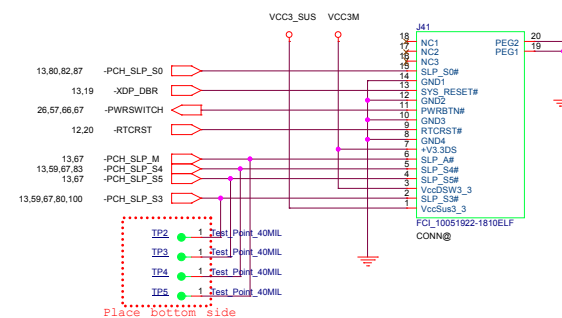 VCC3_SUS VCC3M
J41
18 NC1 PEG2 20
17 NC2 PEG1 19
16 NC3
13,80,82,87 -PCH_SLP_S0 15 SLP_S0#
14 GND1
13,19 -XDP_DBR 13 SYS_RESET#
12 GND2
26,57,66,67 -PWRSWITCH 11 PWRBTN#
10 GND3
12,20 -RTCRST 9 RTCRST#
8 GND4
7 +V3.3DS
13,67 -PCH_SLP_M 6 SLP_A#
13,59,67,83 -PCH_SLP_S4 5 SLP_S4#
13,67 -PCH_SLP_S5 4 SLP_S5#
3 VccDSW3_3
13,59,67,80,100 -PCH_SLP_S3 2 SLP_S3#
1 VccSus3_3
FCI_10051922-1810ELF
CONN@
TP2 1 Test_Point_40MIL
TP3 1 Test_Point_40MIL
TP4 1 Test_Point_40MIL
TP5 1 Test_Point_40MIL
Place bottom side